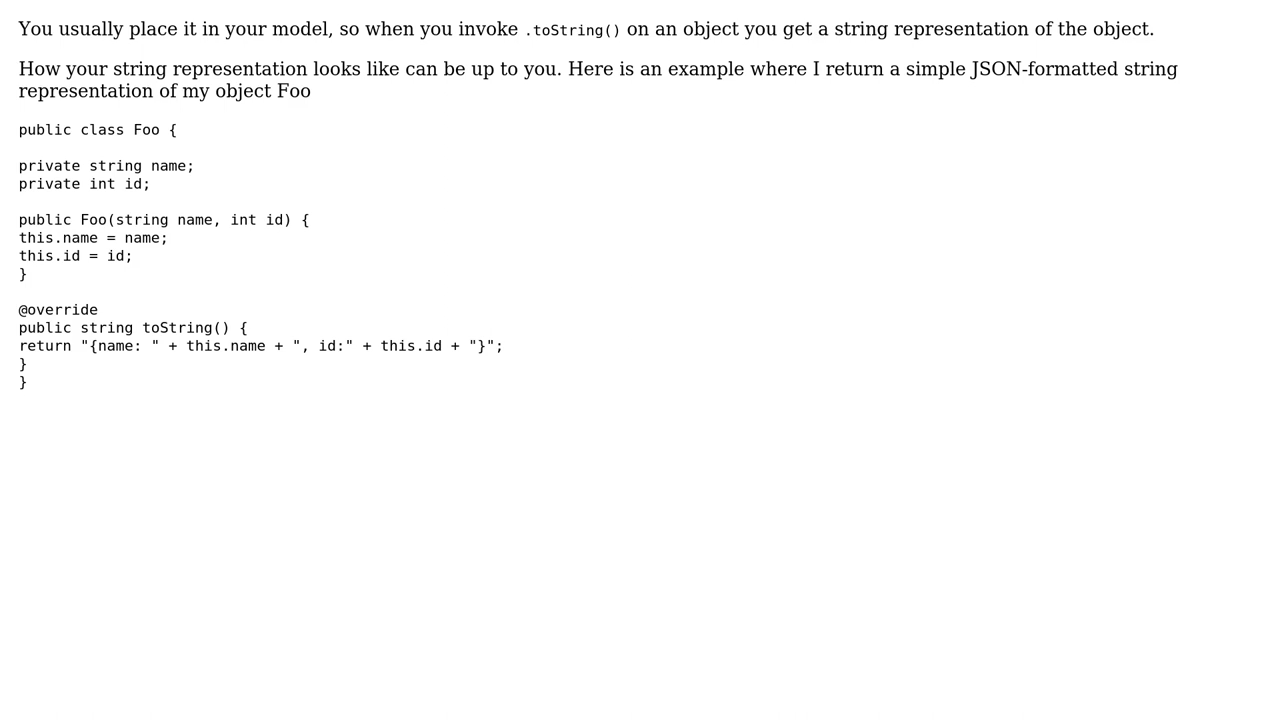 You usually place it in your model, so when you invoke .toString() on an object you get a string representation of the object.
How your string representation looks like can be up to you. Here is an example where I return a simple JSON-formatted string
representation of my object Foo
public class Foo {
private string name;
private int id;
public Foo(string name, int id) {
this.name = name;
this.id = id;
}
@override
public string toString() {
return "{name: " + this.name + ", id:" + this.id + "}";
}
}